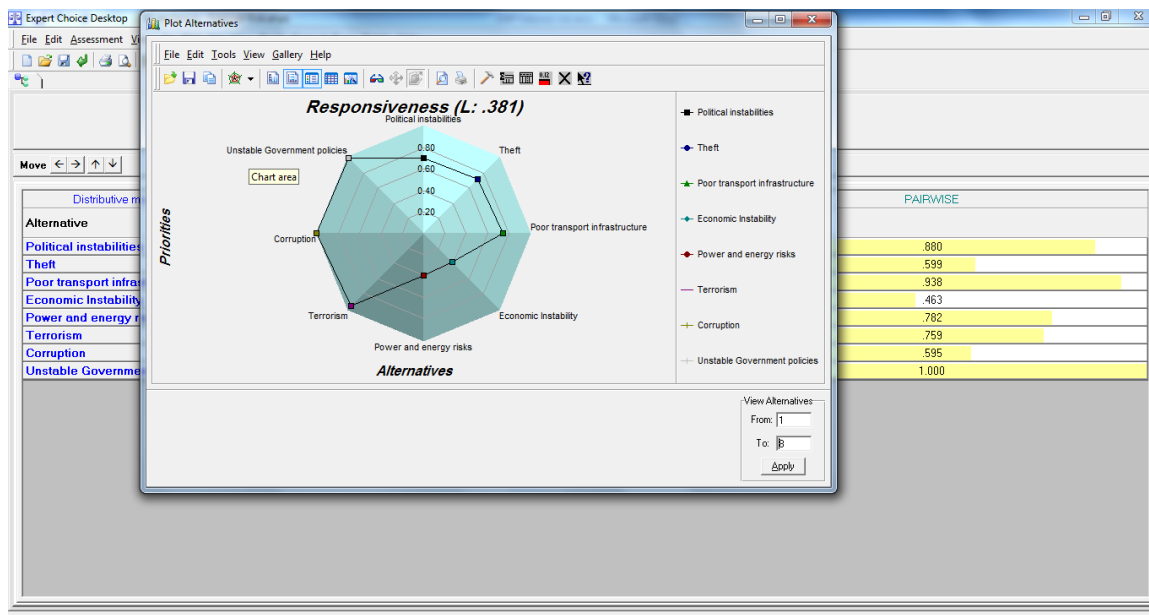 Expert Choice Desktop
File Edit Assessment Vi
Plot Alternatives
File Edit Tools View Gallery Help
Responsiveness (L: .381)
Political instabilities
Unstable Government policies
Theft
Chart area
0.80
0.60
0.40
0.20
Priorities
Corruption
Poor transport infrastructure
Terrorism
Economic Instability
Power and energy risks
Alternatives
Political instabilities
Theft
Poor transport infrastructure
Economic Instability
Power and energy risks
Terrorism
Corruption
Unstable Government policies
View Alternatives
From: 1
To: 8
Apply
Move
Distributive m
PAIRWISE
Alternative
Political instabilities .880
Theft .599
Poor transport infras .938
Economic Instability .463
Power and energy r .782
Terrorism .759
Corruption .595
Unstable Governme 1.000